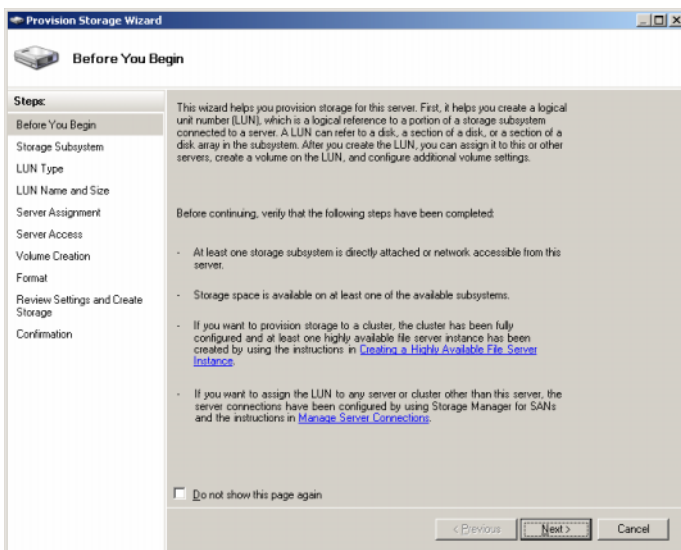 Provision Storage Wizard
Before You Begin
Steps:
Before You Begin
Storage Subsystem
LUN Type
LUN Name and Size
Server Assignment
Server Access
Volume Creation
Format
Review Settings and Create
Storage
Confirmation
This wizard helps you provision storage for this server. First, it helps you create a logical
unit number (LUN), which is a logical reference to a portion of a storage subsystem
connected to a server. A LUN can refer to a disk, a section of a disk, or a section of a
disk array in the subsystem. After you create the LUN, you can assign it to this or other
servers, create a volume on the LUN, and configure additional volume settings.
Before continuing, verify that the following steps have been completed:
- At least one storage subsystem is directly attached or network accessible from this
server.
- Storage space is available on at least one of the available subsystems.
- If you want to provision storage to a cluster, the cluster has been fully
configured and at least one highly available file server instance has been
created by using the instructions in Creating a Highly Available File Server
Instance.
- If you want to assign the LUN to any server or cluster other than this server, the
server connections have been configured by using Storage Manager for SANs
and the instructions in Manage Server Connections.
Do not show this page again
< Previous
Next >
Cancel